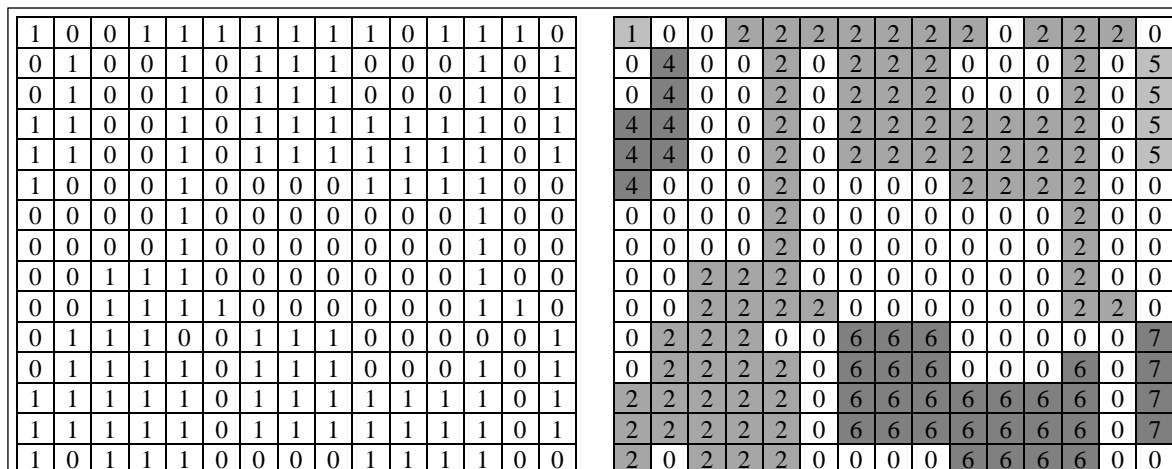 1 0 0 1 1 1 1 1 1 1 0 1 1 1 0 1 0 0 2 2 2 2 2 2 2 0 2 2 2 0
0 1 0 0 1 0 1 1 1 0 0 0 1 0 1 0 4 0 0 2 0 2 2 2 0 0 0 2 0 5
0 1 0 0 1 0 1 1 1 0 0 0 1 0 1 0 4 0 0 2 0 2 2 2 0 0 0 2 0 5
1 1 0 0 1 0 1 1 1 1 1 1 1 0 1 4 4 0 0 2 0 2 2 2 2 2 2 2 0 5
1 1 0 0 1 0 1 1 1 1 1 1 1 0 1 4 4 0 0 2 0 2 2 2 2 2 2 2 0 5
1 0 0 0 1 0 0 0 0 1 1 1 1 0 0 4 0 0 0 2 0 0 0 0 2 2 2 2 0 0
0 0 0 0 1 0 0 0 0 0 0 0 1 0 0 0 0 0 0 2 0 0 0 0 0 0 0 2 0 0
0 0 0 0 1 0 0 0 0 0 0 0 1 0 0 0 0 0 0 2 0 0 0 0 0 0 0 2 0 0
0 0 1 1 1 0 0 0 0 0 0 0 1 0 0 0 0 2 2 2 0 0 0 0 0 0 0 2 0 0
0 0 1 1 1 1 0 0 0 0 0 0 1 1 0 0 0 2 2 2 2 0 0 0 0 0 0 2 2 0
0 1 1 1 0 0 1 1 1 0 0 0 0 0 1 0 2 2 2 0 0 6 6 6 0 0 0 0 0 7
0 1 1 1 1 0 1 1 1 0 0 0 1 0 1 0 2 2 2 2 0 6 6 6 0 0 0 6 0 7
1 1 1 1 1 0 1 1 1 1 1 1 1 0 1 2 2 2 2 2 0 6 6 6 6 6 6 6 0 7
1 1 1 1 1 0 1 1 1 1 1 1 1 0 1 2 2 2 2 2 0 6 6 6 6 6 6 6 0 7
1 0 1 1 1 0 0 0 0 1 1 1 1 0 0 2 0 2 2 2 0 0 0 0 6 6 6 6 0 0